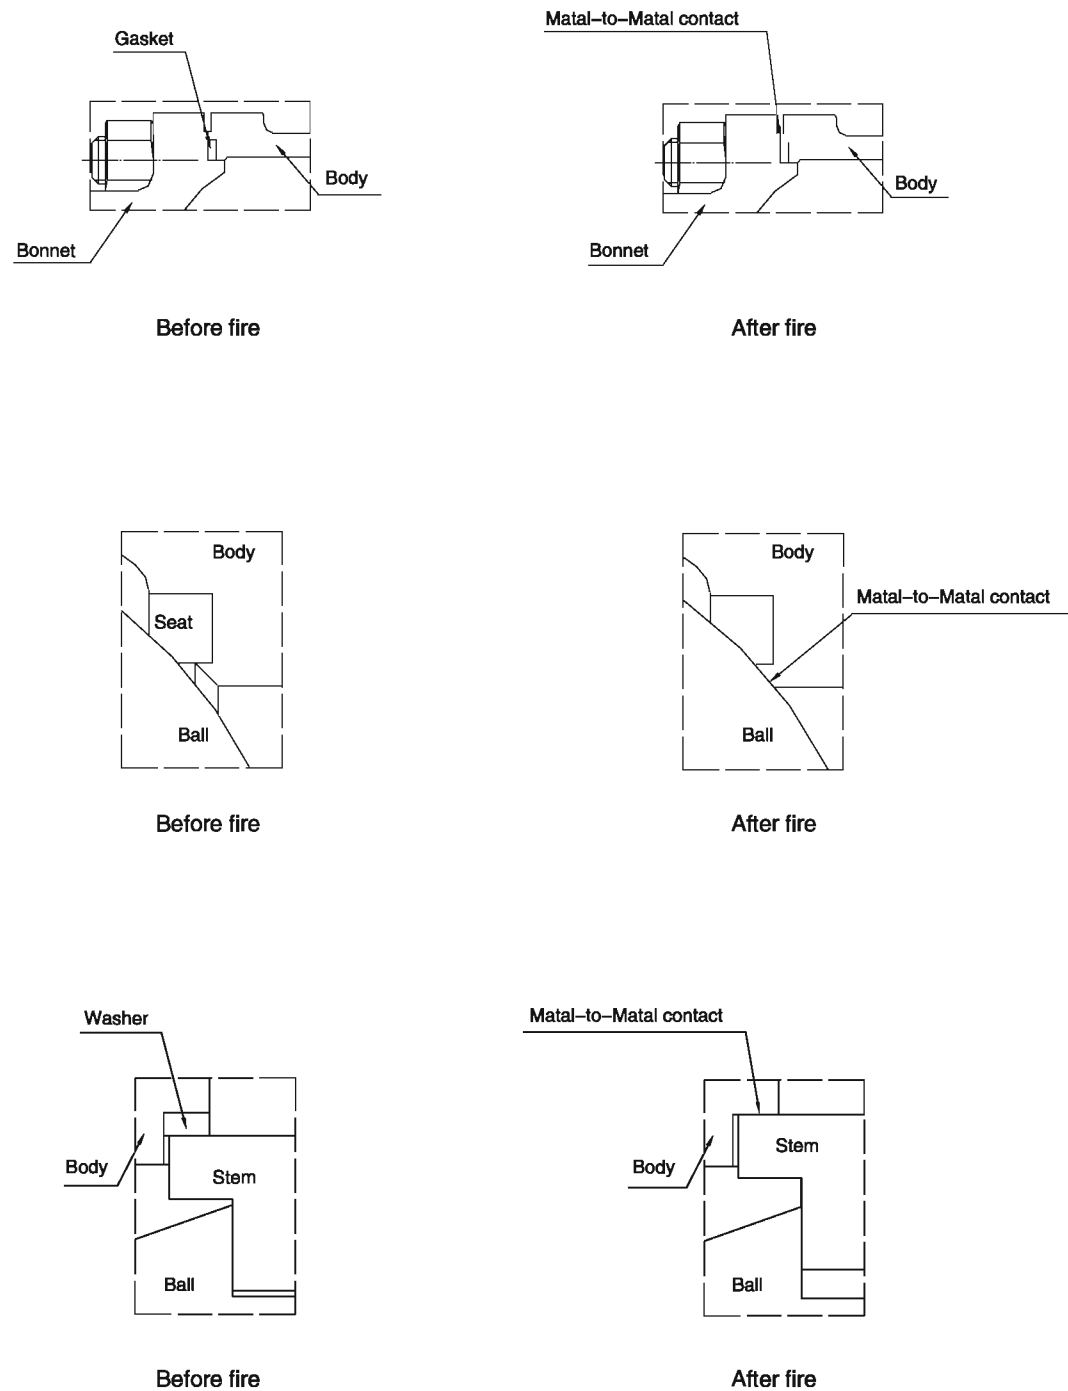 Matal-to-Matal contact
Gasket
Body
Body
Bonnet
Bonnet
Before fire
After fire
Body
Body
Seat
Matal-to-Matal contact
Ball
Ball
Before fire
After fire
Washer
Matal-to-Matal contact
Stem
Body
Body
Stem
Ball
Ball
Before fire
After fire